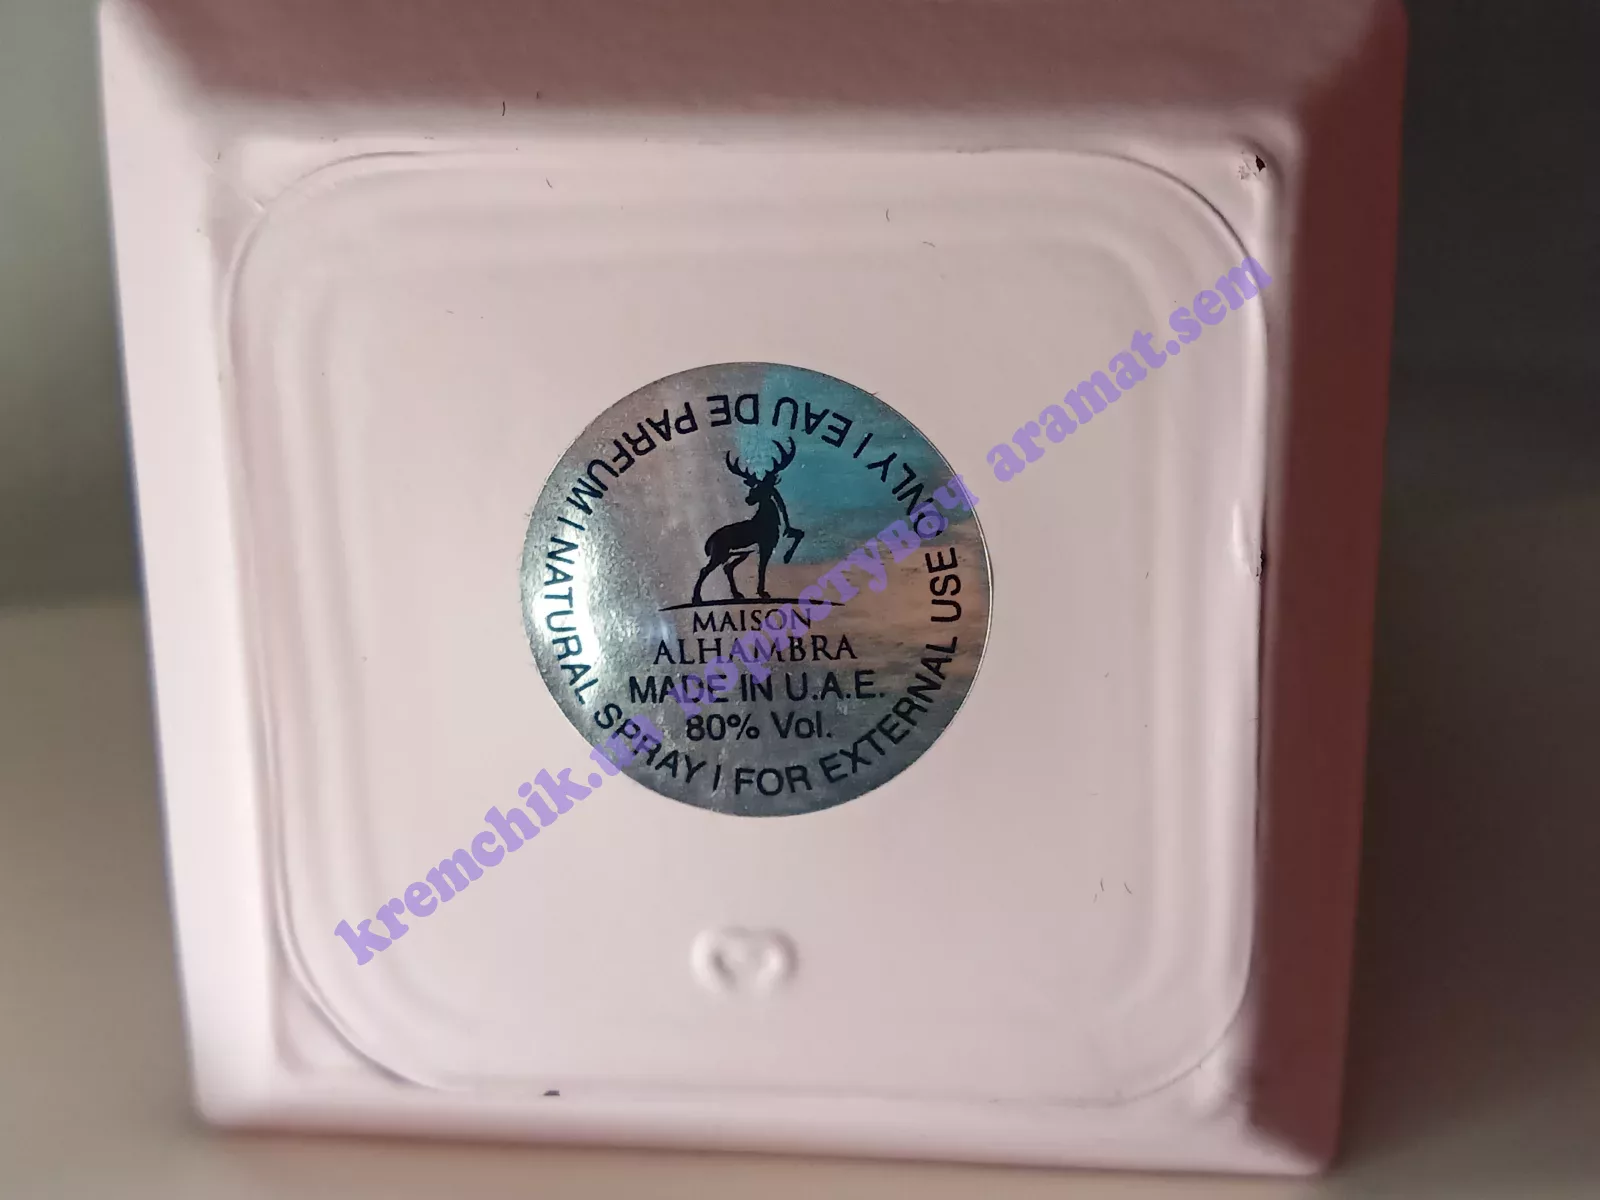 EAU DE PARFUM / NATURAL SPRAY / FOR EXTERNAL USE ONLY /
MAISON
ALHAMBRA
MADE IN U.A.E.
80% Vol.
kremchik.ua користувач aramat.sem